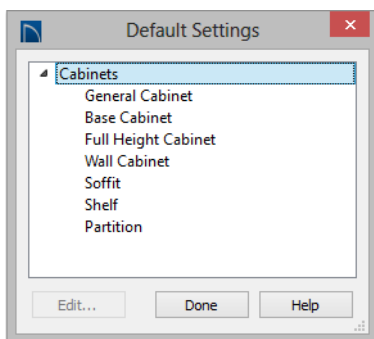 Default Settings
Cabinets
General Cabinet
Base Cabinet
Full Height Cabinet
Wall Cabinet
Soffit
Shelf
Partition
Edit... Done Help